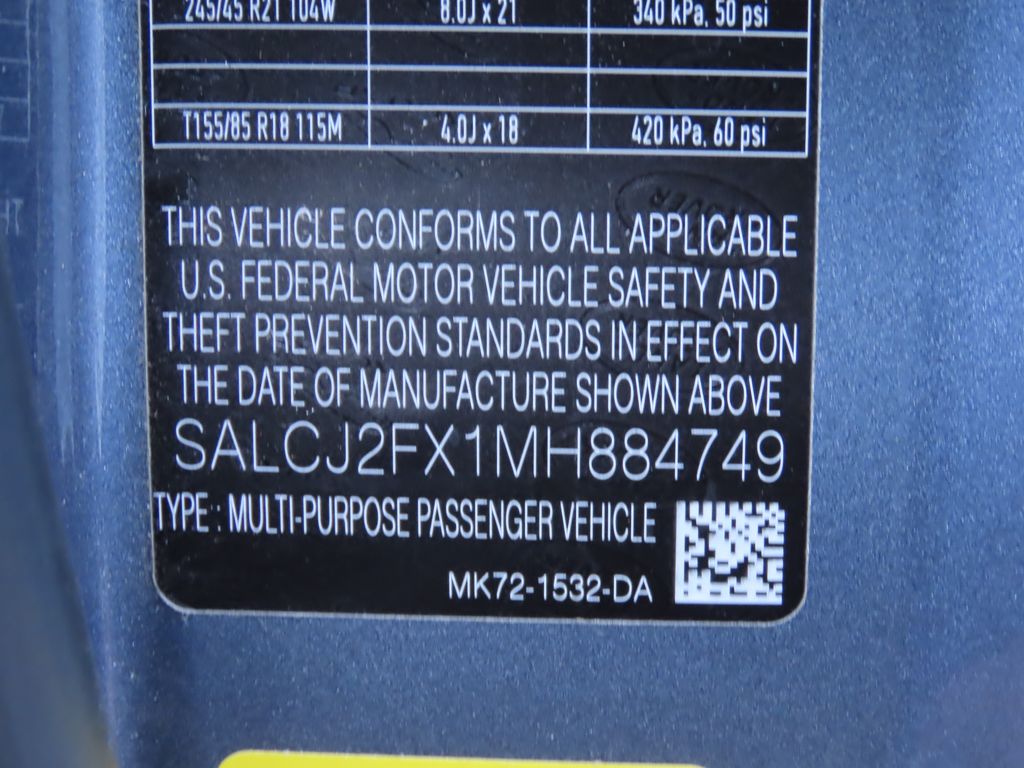 245/45 R21 104W 8.0J x 21 340 kPa, 50 psi
T155/85 R18 115M 4.0J x 18 420 kPa, 60 psi
THIS VEHICLE CONFORMS TO ALL APPLICABLE
U.S. FEDERAL MOTOR VEHICLE SAFETY AND
THEFT PREVENTION STANDARDS IN EFFECT ON
THE DATE OF MANUFACTURE SHOWN ABOVE
SALCJ2FX1MH884749
TYPE : MULTI-PURPOSE PASSENGER VEHICLE
MK72-1532-DA